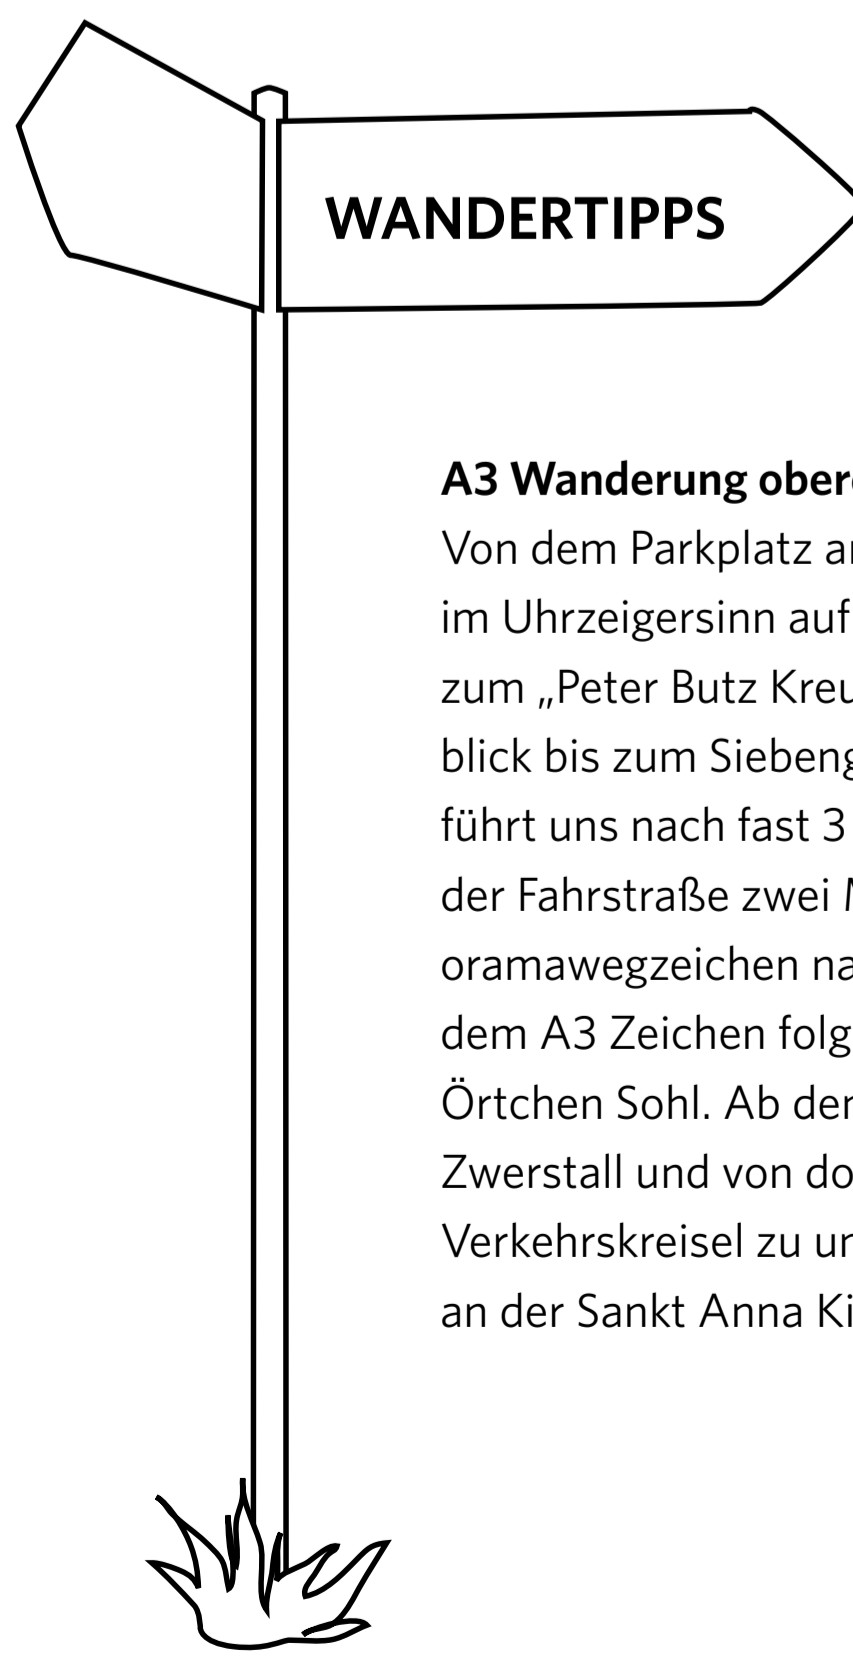 WANDERTIPPS
A3 Wanderung ober
Von dem Parkplatz
im Uhrzeigersinn auf
zum „Peter Butz Kreu
blick bis zum Sieben
führt uns nach fast 3
der Fahrstraße zwei
oramawegzeichen na
dem A3 Zeichen folg
Örtchen Sohl. Ab der
Zwerstall und von do
Verkehrskreisel zu
an der Sankt Anna Ki